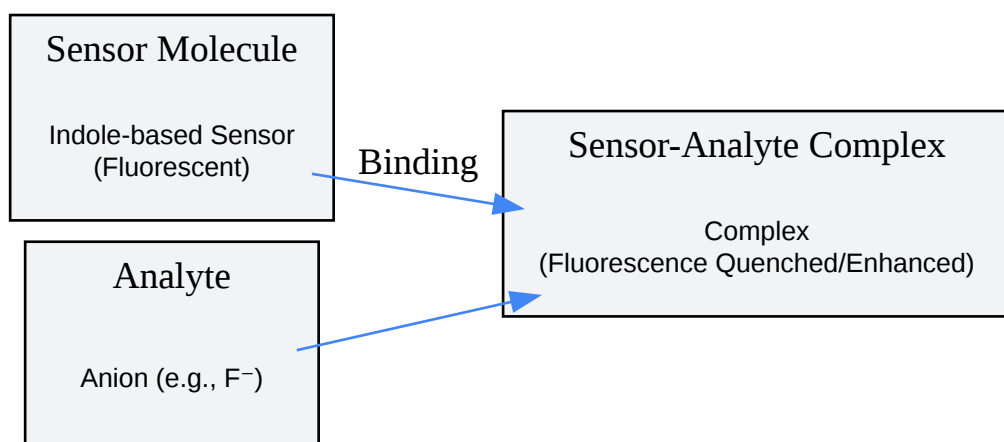 Sensor Molecule
Indole-based Sensor
(Fluorescent)
Binding
Sensor-Analyte Complex
Complex
(Fluorescence Quenched/Enhanced)
Analyte
Anion (e.g., F⁻)